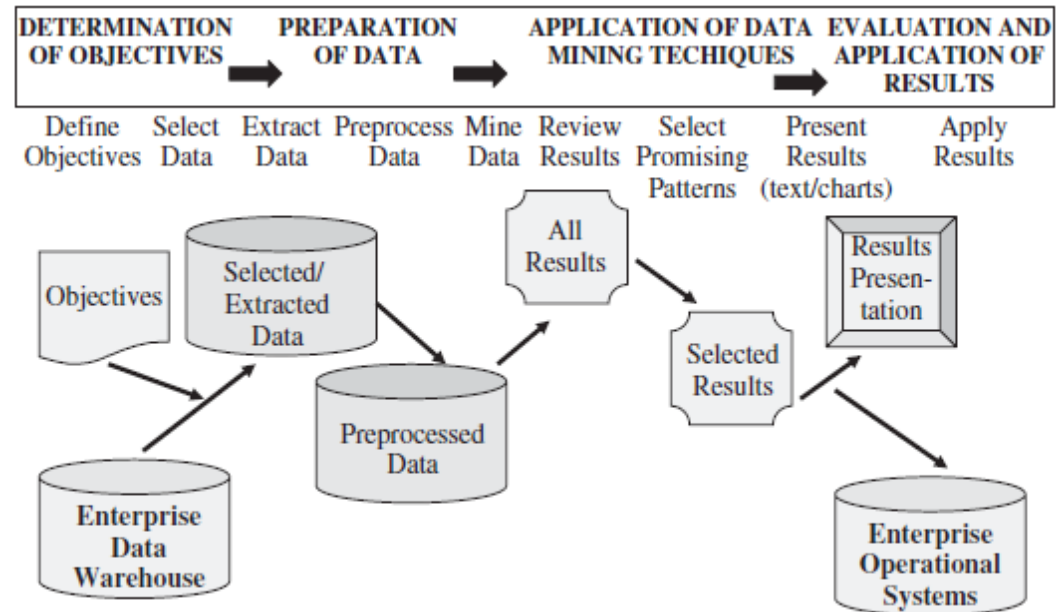 DETERMINATION
OF OBJECTIVES
PREPARATION
OF DATA
APPLICATION OF DATA
MINING TECHIQUES
EVALUATION AND
APPLICATION OF
RESULTS
Define
Objectives
Select
Data
Extract
Data
Preprocess
Data
Mine
Data
Review
Results
Select
Promising
Patterns
Present
Results
(text/charts)
Apply
Results
Objectives
Selected/
Extracted
Data
All
Results
Results
Presen-
tation
Selected
Results
Preprocessed
Data
Enterprise
Data
Warehouse
Enterprise
Operational
Systems